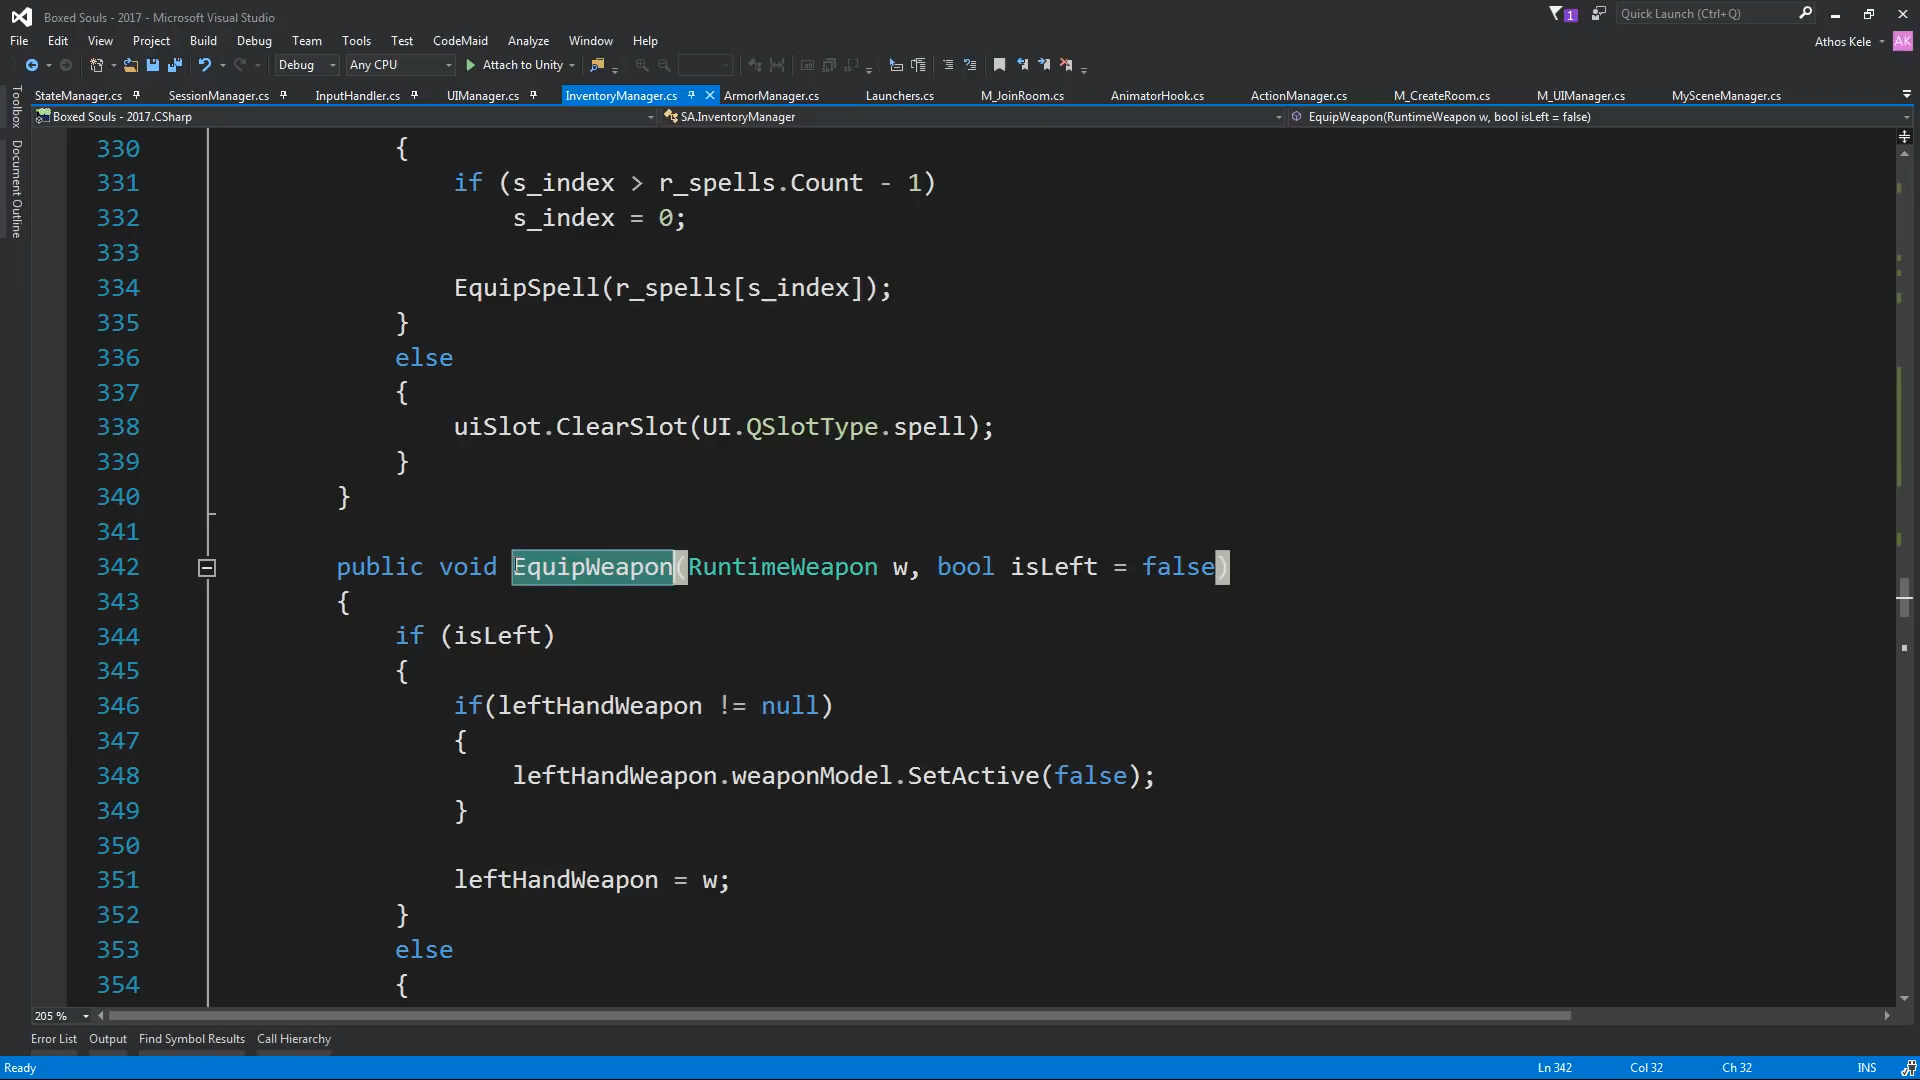 Boxed Souls - 2017 - Microsoft Visual Studio
1
Quick Launch (Ctrl+Q)
File Edit View Project Build Debug Team Tools Test CodeMaid Analyze Window Help
Athos Kele AK
Debug Any CPU Attach to Unity
Toolbox
Document Outline
StateManager.cs SessionManager.cs InputHandler.cs UIManager.cs InventoryManager.cs ArmorManager.cs Launchers.cs M_JoinRoom.cs AnimatorHook.cs ActionManager.cs M_CreateRoom.cs M_UIManager.cs MySceneManager.cs
Boxed Souls - 2017.CSharp SA.InventoryManager EquipWeapon(RuntimeWeapon w, bool isLeft = false)
330 {
331 if (s_index > r_spells.Count - 1)
332 s_index = 0;
333
334 EquipSpell(r_spells[s_index]);
335 }
336 else
337 {
338 uiSlot.ClearSlot(UI.QSlotType.spell);
339 }
340 }
341
342 public void EquipWeapon(RuntimeWeapon w, bool isLeft = false)
343 {
344 if (isLeft)
345 {
346 if(leftHandWeapon != null)
347 {
348 leftHandWeapon.weaponModel.SetActive(false);
349 }
350
351 leftHandWeapon = w;
352 }
353 else
354 {
205 %
Error List Output Find Symbol Results Call Hierarchy
Ready Ln 342 Col 32 Ch 32 INS